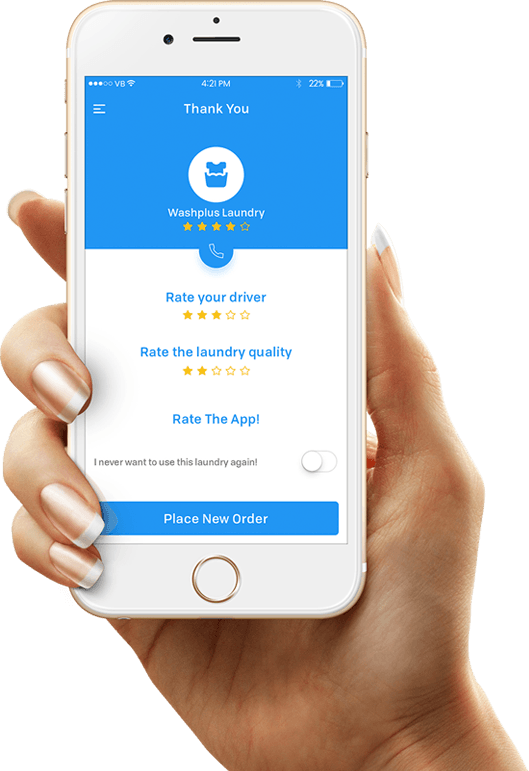 VB 4:21 PM 22%
Thank You
Washplus Laundry
Rate your driver
Rate the laundry quality
Rate The App!
I never want to use this laundry again!
Place New Order